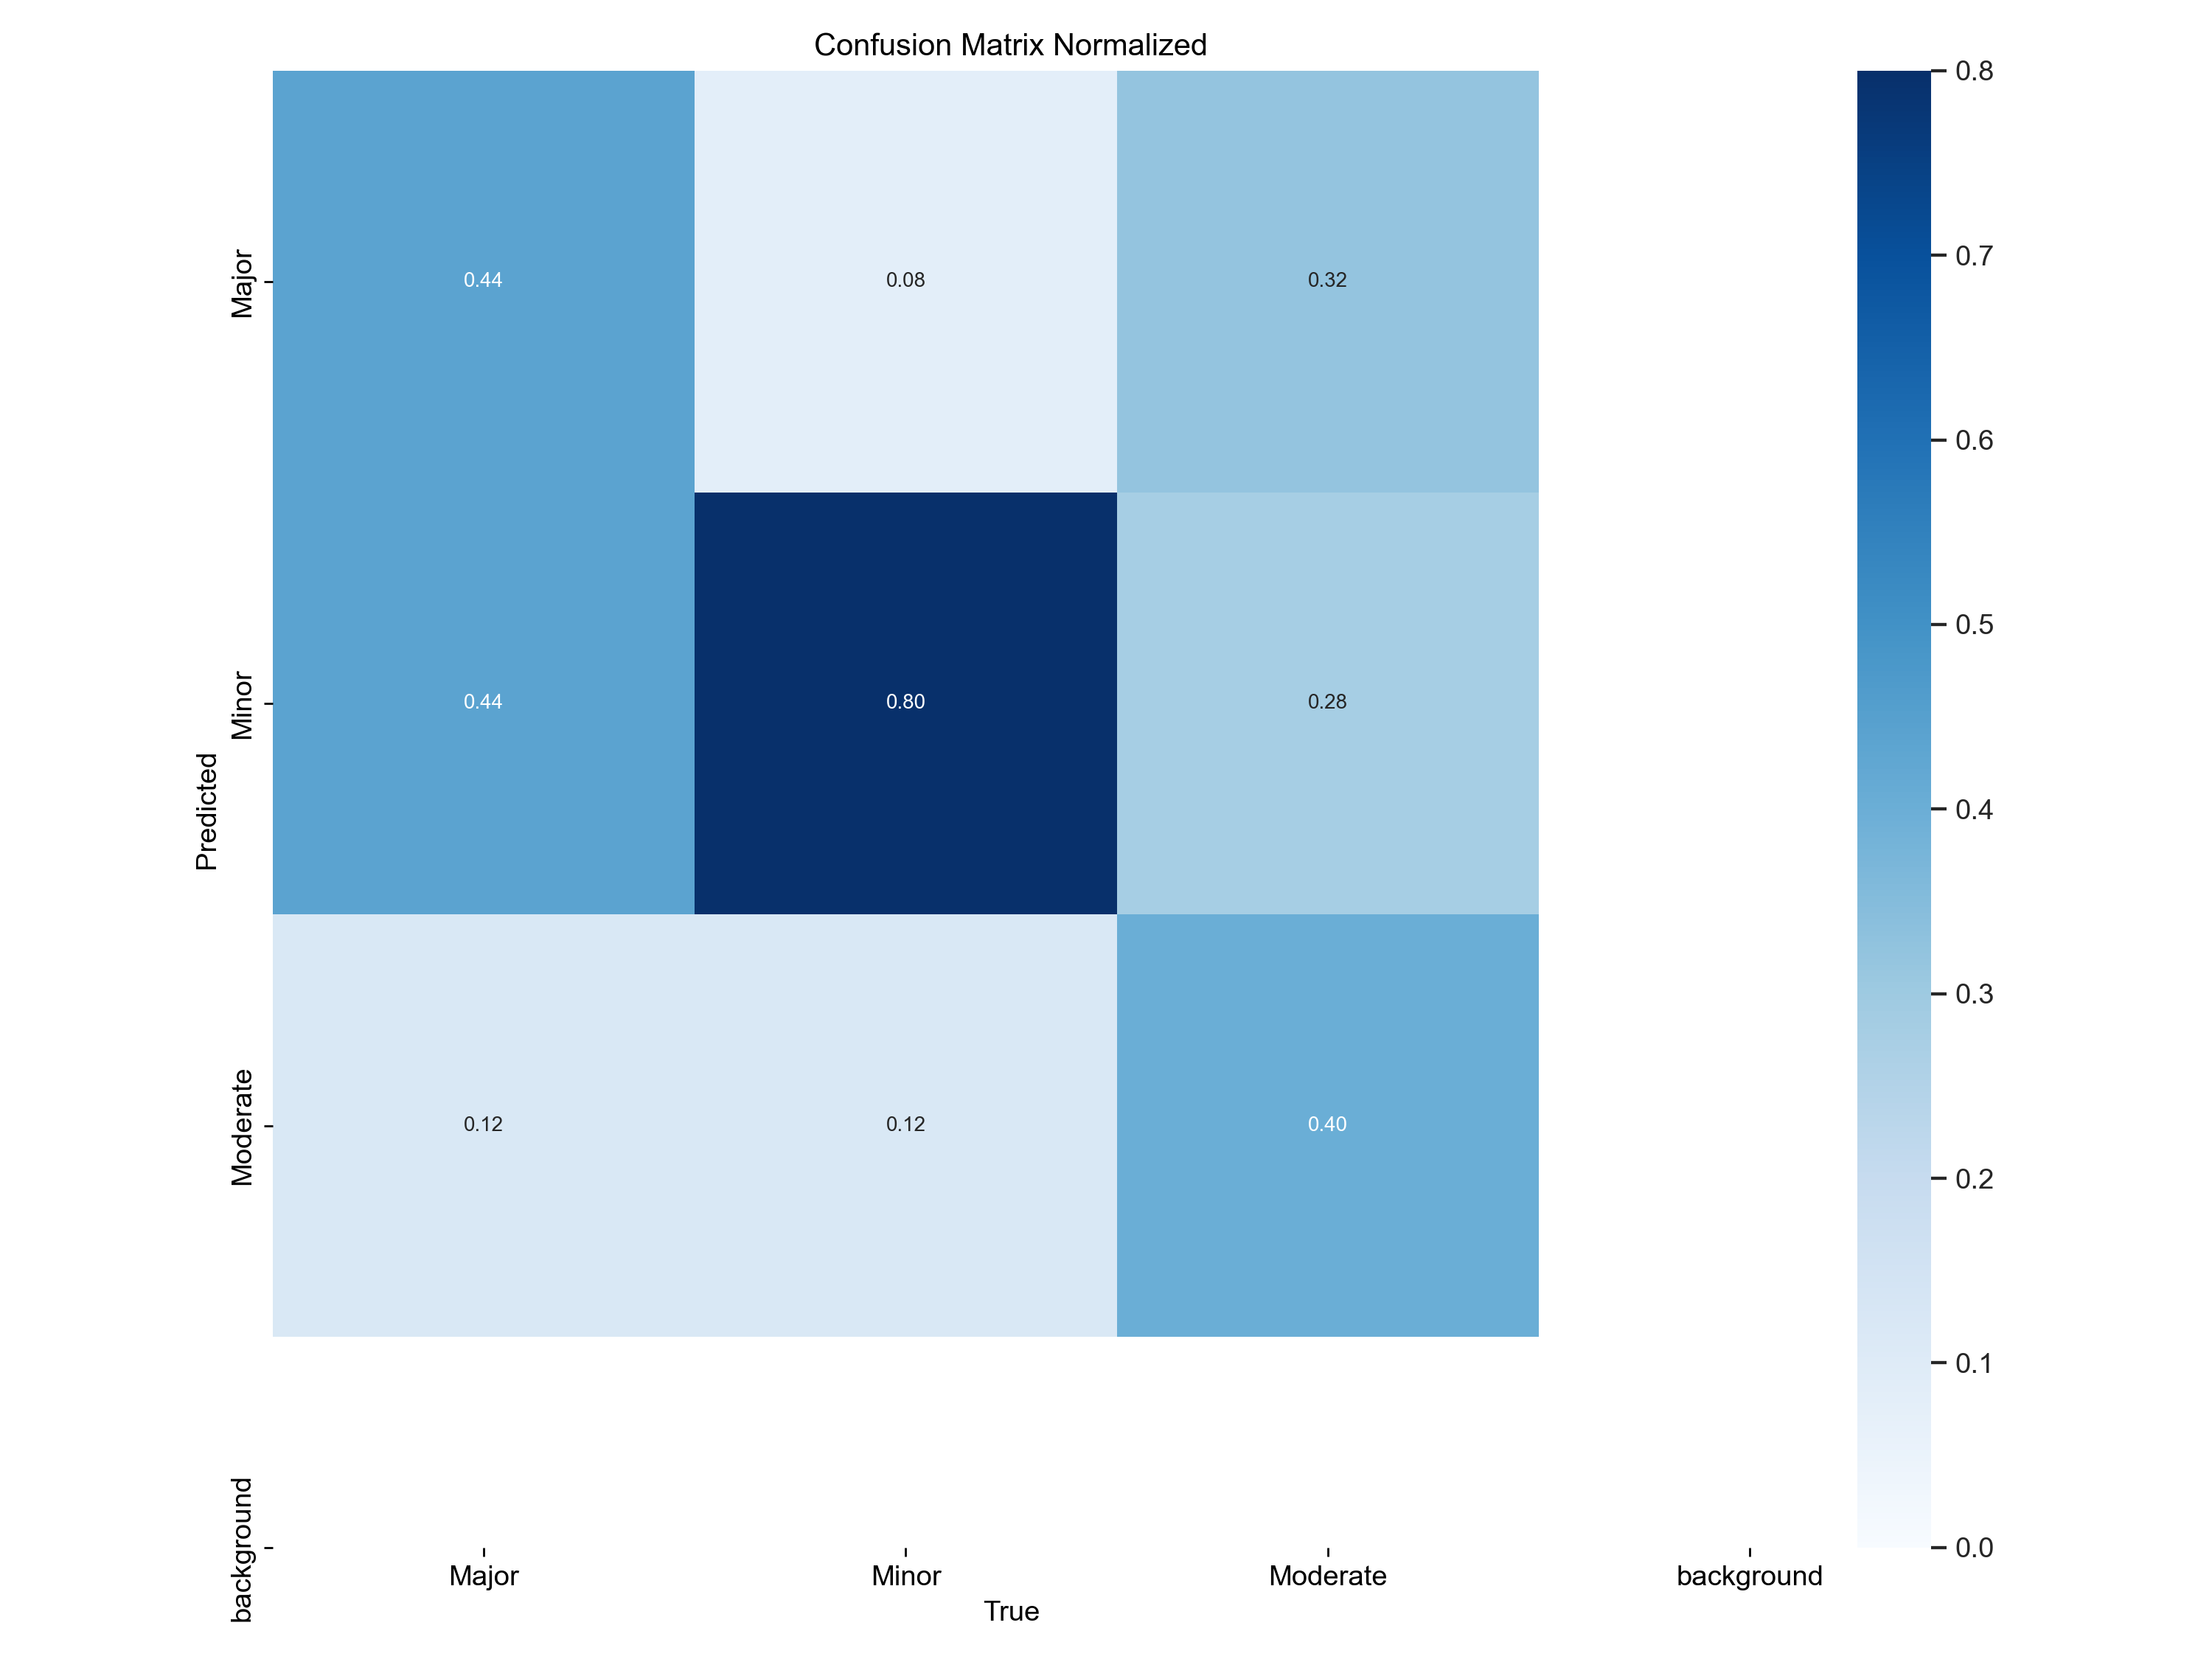 Confusion Matrix Normalized
Major
0.44
0.08
0.32
Minor
0.44
0.80
0.28
Moderate
0.12
0.12
0.40
background
Predicted
Major
Minor
Moderate
background
True
0.8
0.7
0.6
0.5
0.4
0.3
0.2
0.1
0.0